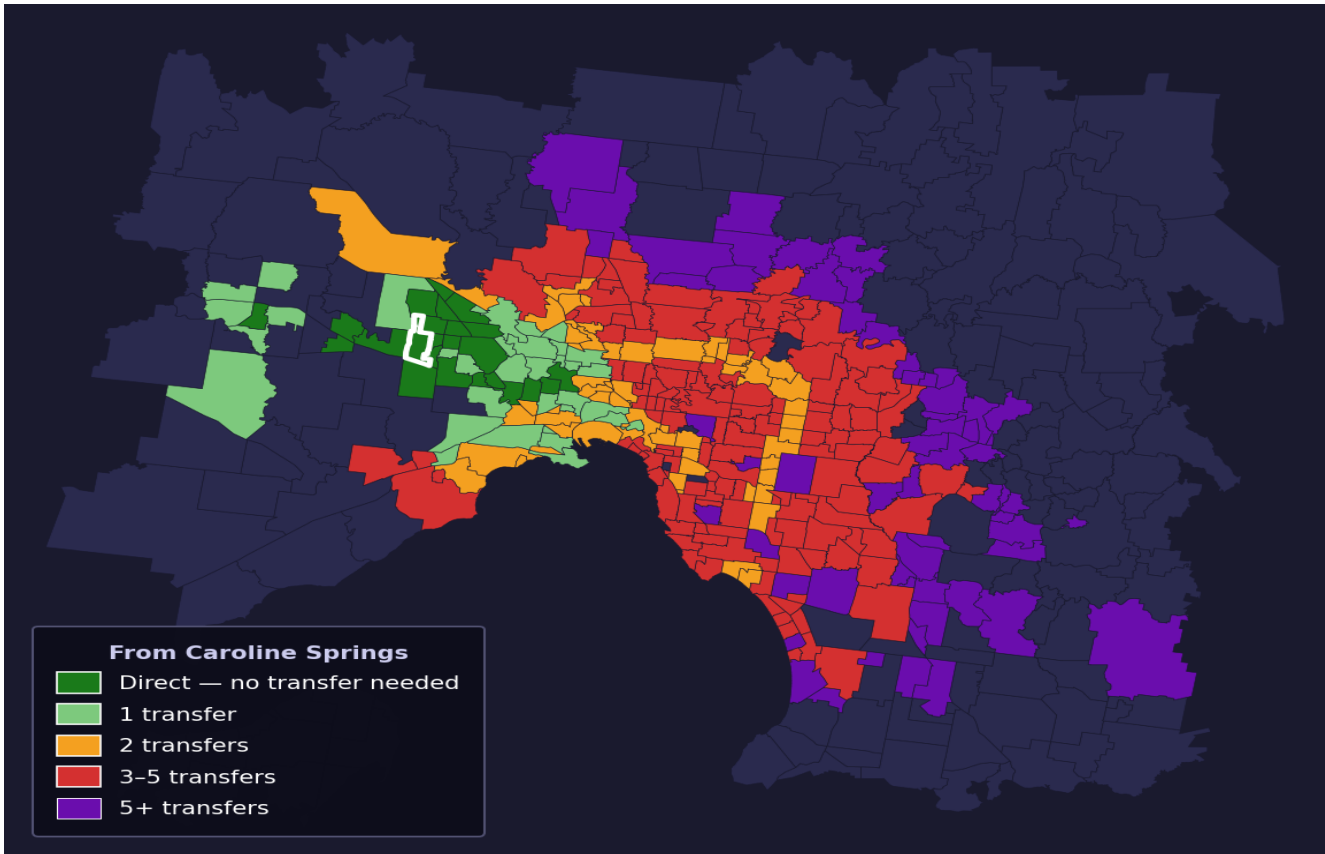 From Caroline Springs
Direct — no transfer needed
1 transfer
2 transfers
3–5 transfers
5+ transfers